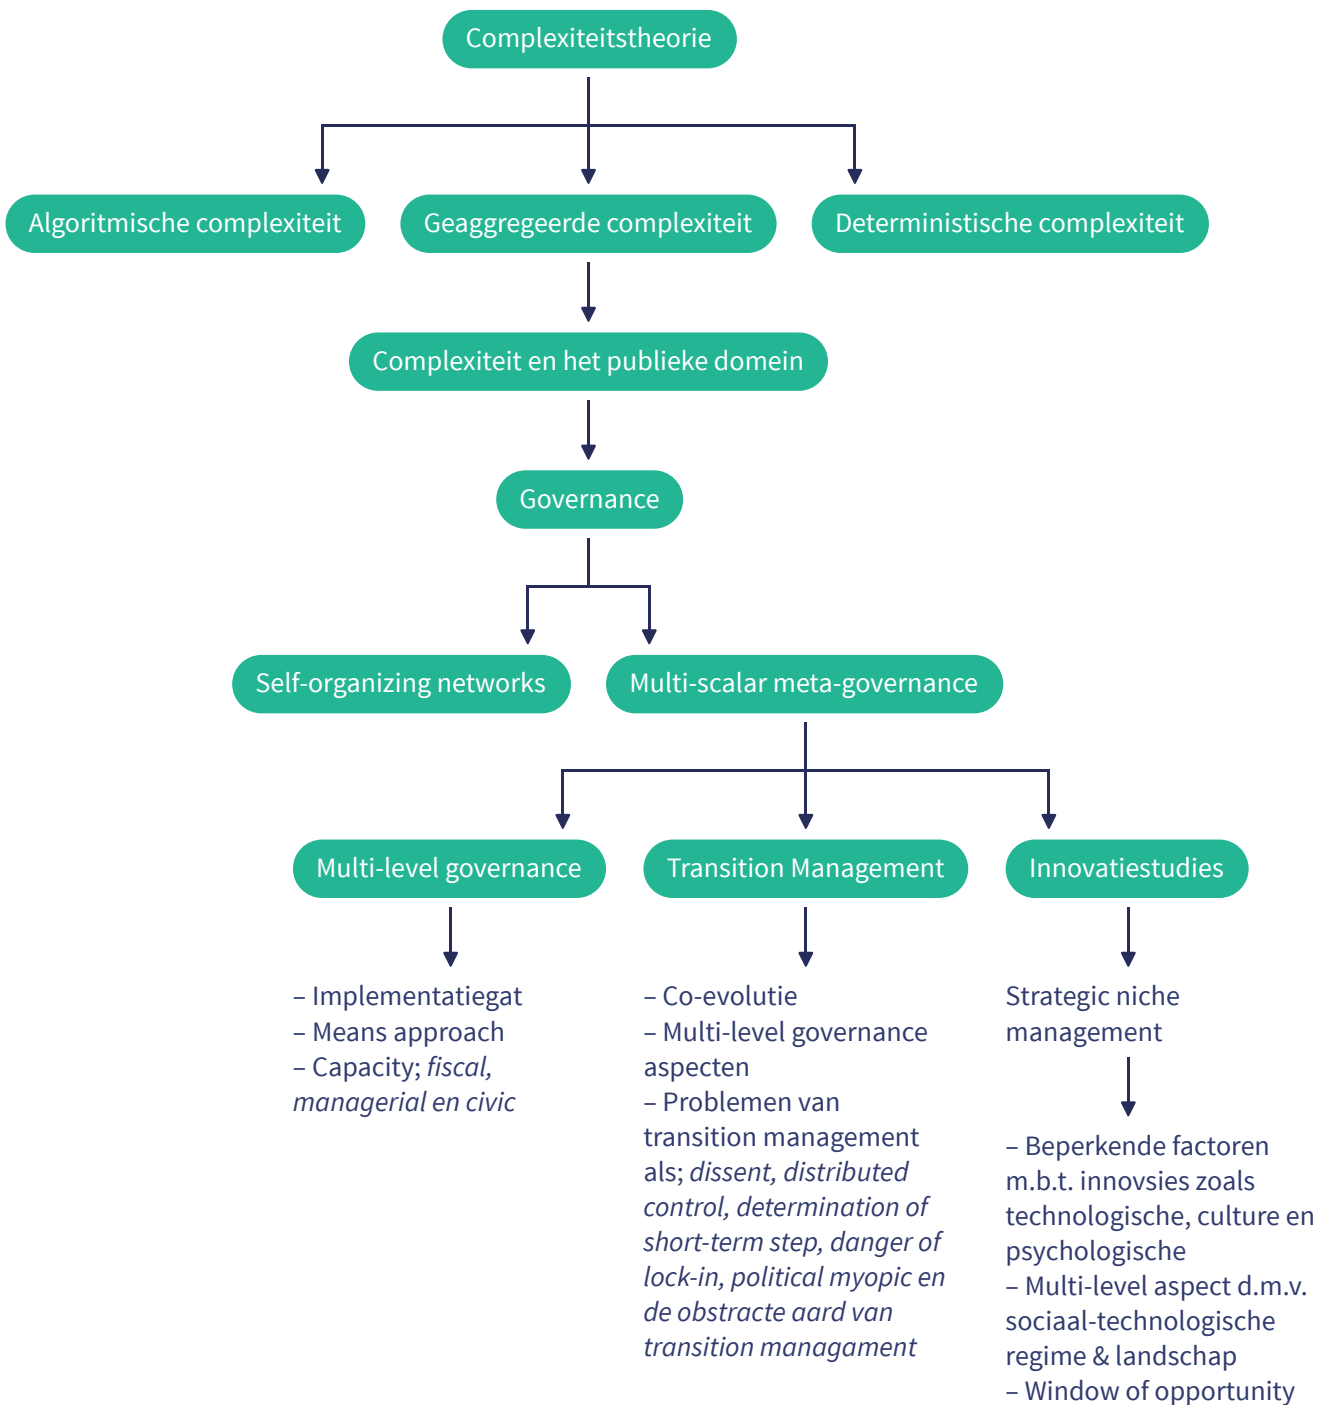 Complexiteitstheorie
Algoritmische complexiteit
Geaggregeerde complexiteit
Deterministische complexiteit
Complexiteit en het publieke domein
Governance
Self-organizing networks
Multi-scalar meta-governance
Multi-level governance
Transition Management
Innovatiestudies
– Implementatiegat
– Means approach
– Capacity; fiscal,
managerial en civic
– Co-evolutie
– Multi-level governance
aspecten
– Problemen van
transition management
als; dissent, distributed
control, determination of
short-term step, danger of
lock-in, political myopic en
de obstracte aard van
transition managament
Strategic niche
management
– Beperkende factoren
m.b.t. innovsies zoals
technologische, culture en
psychologische
– Multi-level aspect d.m.v.
sociaal-technologische
regime & landschap
– Window of opportunity